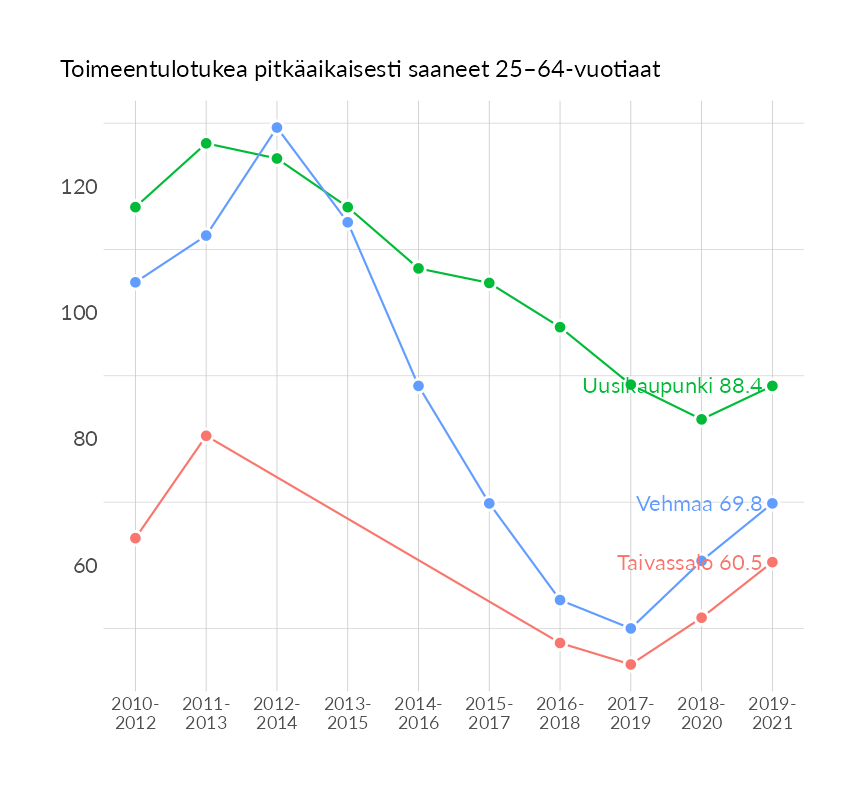 Toimeentulotukea pitkäaikaisesti saaneet 25–64-vuotiaat
120
100
80
60
Uusikaupunki 88.4
Vehmaa 69.8
Taivassalo 60.5
2010-2012 2011-2013 2012-2014 2013-2015 2014-2016 2015-2017 2016-2018 2017-2019 2018-2020 2019-2021